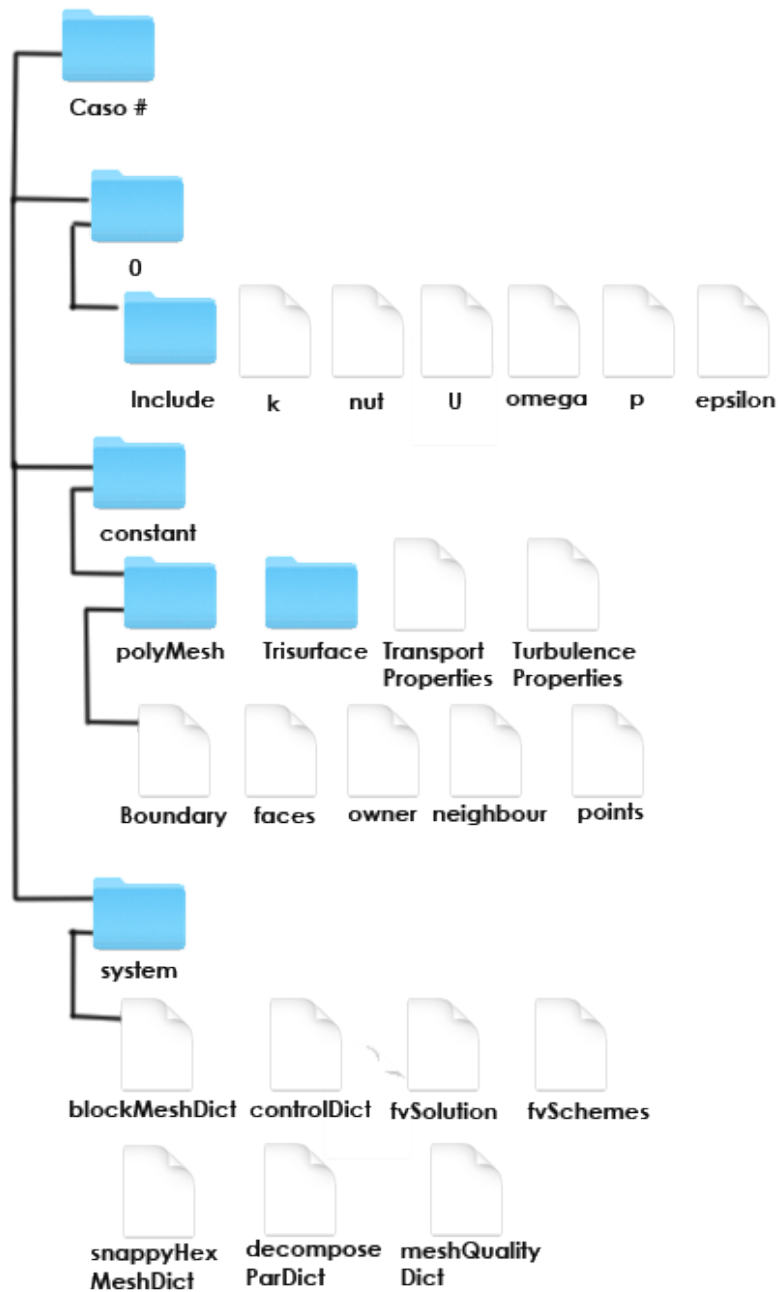 Caso #
0
Include k nut U omega p epsilon
constant
polyMesh Trisurface Transport Turbulence
Properties Properties
Boundary faces owner neighbour points
system
blockMeshDict controlDict fvSolution fvSchemes
snappyHex decompose meshQuality
MeshDict ParDict Dict